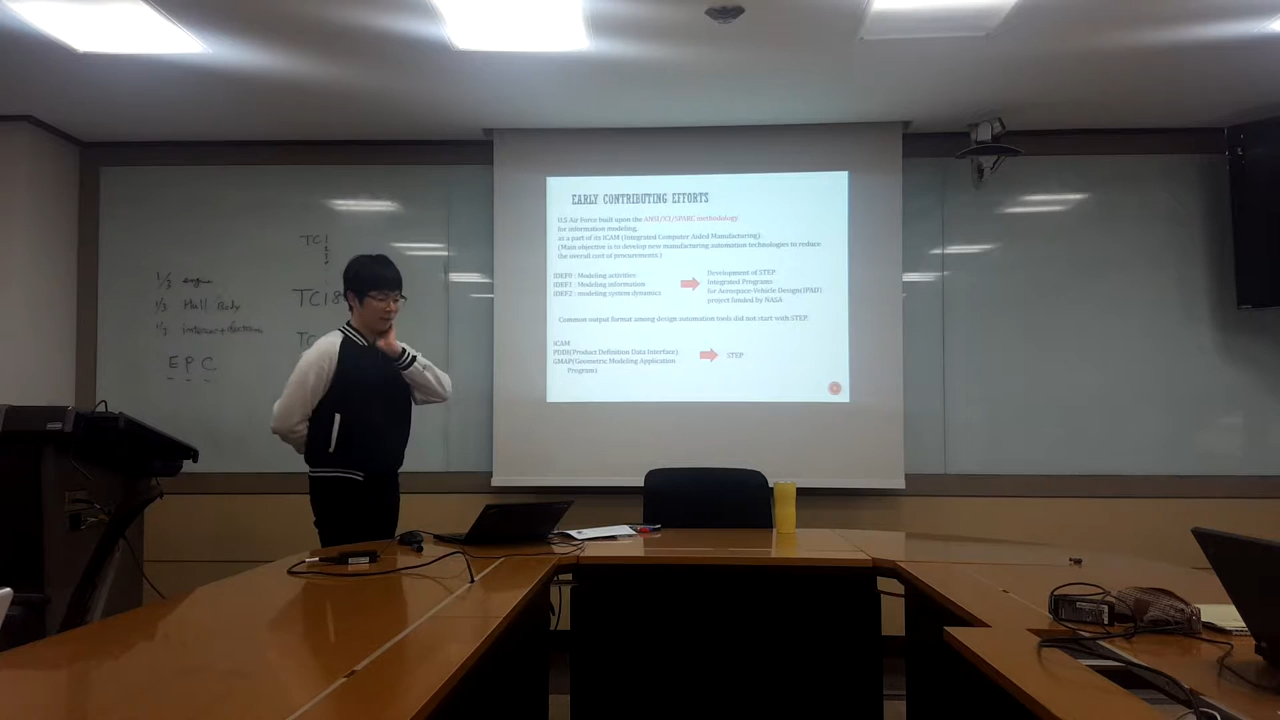 TC1
1/3 engine
1/3 Hull Body
1/3
E P C
TC18
EARLY CONTRIBUTING EFFORTS
U.S Air Force built upon the ANSI/X3/SPARC methodology
for information modeling,
as a part of its ICAM (Integrated Computer Aided Manufacturing)
(Main objective is to develop new manufacturing automation technologies to reduce
the overall cost of procurements.)
IDEF0 : Modeling activities
IDEF1 : Modeling information
IDEF2 : modeling system dynamics
Development of STEP:
Integrated Programs
for Aerospace-Vehicle Design(IPAD)
project funded by NASA
Common output format among design automation tools did not start with STEP.
ICAM
PDDI(Product Definition Data Interface)
GMAP(Geometric Modeling Application
Program)
STEP